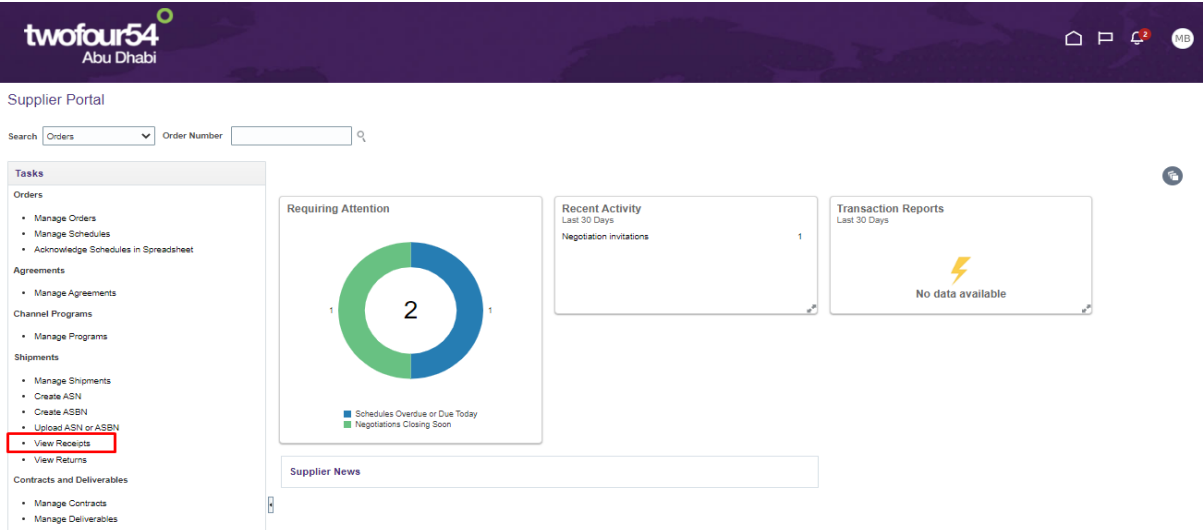 twofour54
Abu Dhabi
2
MB
Supplier Portal
Search Orders Order Number
Tasks
Orders
Manage Orders
Manage Schedules
Acknowledge Schedules in Spreadsheet
Agreements
Manage Agreements
Channel Programs
Manage Programs
Shipments
Manage Shipments
Create ASN
Create ASBN
Upload ASN or ASBN
View Receipts
View Returns
Contracts and Deliverables
Manage Contracts
Manage Deliverables
Requiring Attention
1
2
1
Schedules Overdue or Due Today
Negotiations Closing Soon
Recent Activity
Last 30 Days
Negotiation invitations 1
Transaction Reports
Last 30 Days
No data available
Supplier News